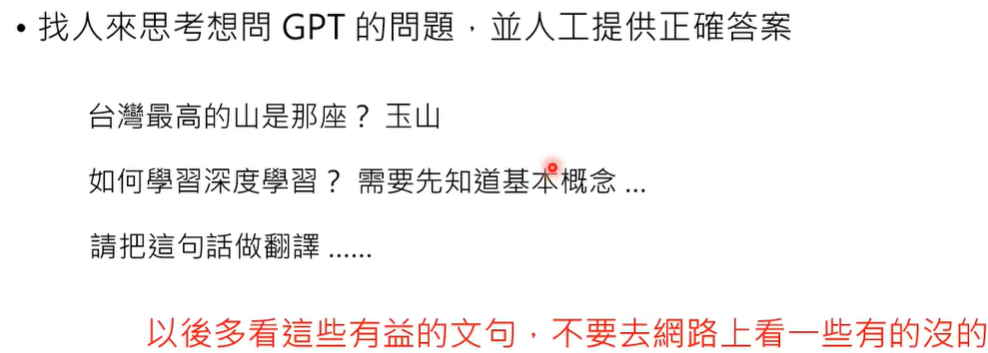 • 找人來思考想問 GPT 的問題，並人工提供正確答案
台灣最高的山是那座？ 玉山
如何學習深度學習？ 需要先知道基本概念 ...
請把這句話做翻譯 ......
以後多看這些有益的文句，不要去網路上看一些有的沒的